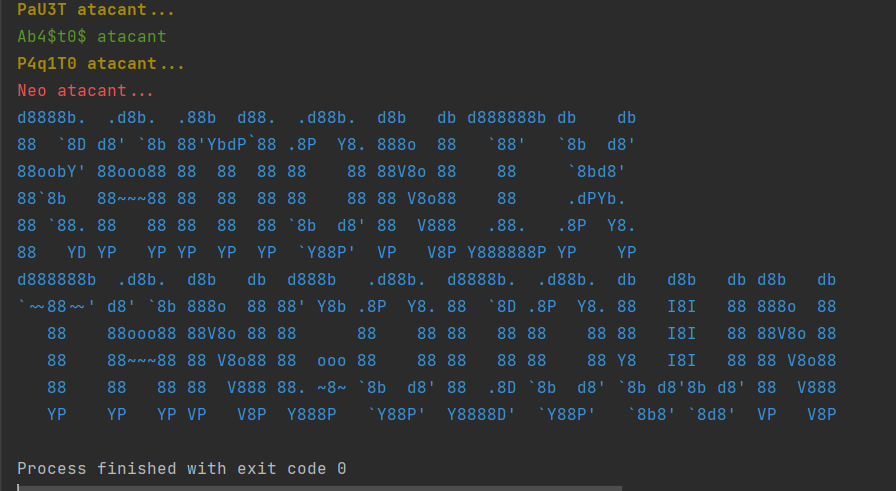 PaU3T atacant...
Ab4$t0$ atacant
P4q1T0 atacant...
Neo atacant...
d8888b.  .d8b.  .88b  d88.  .d88b.  d8b   db d888888b db    db
88  `8D d8' `8b 88'YbdP`88 .8P  Y8. 888o  88   `88'   `8b  d8'
88oobY' 88ooo88 88  88  88 88    88 88V8o 88    88     `8bd8'
88`8b   88~~~88 88  88  88 88    88 88 V8o88    88     .dPYb.
88 `88. 88   88 88  88  88 `8b  d8' 88  V888   .88.   .8P  Y8.
88   YD YP   YP YP  YP  YP  `Y88P'  VP   V8P Y888888P YP    YP
d888888b  .d8b.  d8b   db  d888b   .d88b.  d8888b.  .d88b.  db   d8b   db d8b   db
`~~88~~' d8' `8b 888o  88 88' Y8b .8P  Y8. 88  `8D .8P  Y8. 88   I8I   88 888o  88
   88    88ooo88 88V8o 88 88      88    88 88   88 88    88 88   I8I   88 88V8o 88
   88    88~~~88 88 V8o88 88  ooo 88    88 88   88 88    88 Y8   I8I   88 88 V8o88
   88    88   88 88  V888 88. ~8~ `8b  d8' 88  .8D `8b  d8' `8b d8'8b d8' 88  V888
   YP    YP   YP VP   V8P  Y888P   `Y88P'  Y8888D'  `Y88P'   `8b8' `8d8'  VP   V8P
Process finished with exit code 0